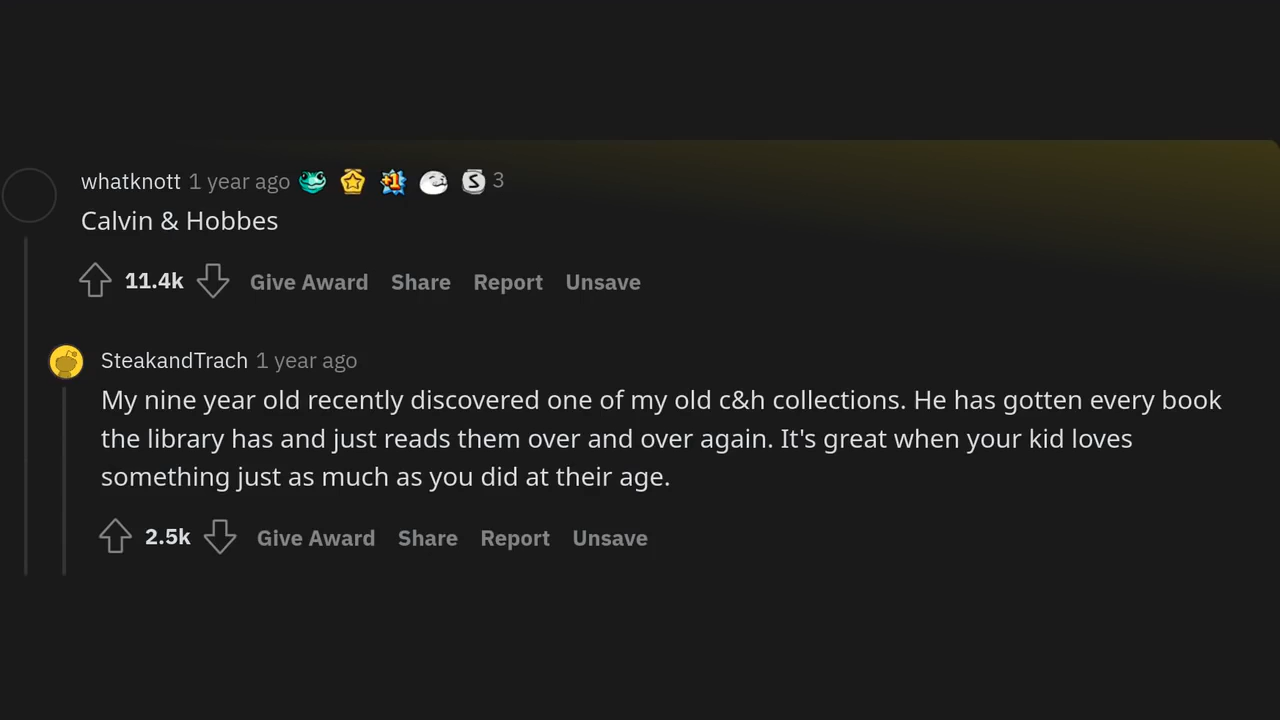 whatknott 1 year ago 3
Calvin & Hobbes
11.4k Give Award Share Report Unsave
SteakandTrach 1 year ago
My nine year old recently discovered one of my old c&h collections. He has gotten every book
the library has and just reads them over and over again. It's great when your kid loves
something just as much as you did at their age.
2.5k Give Award Share Report Unsave